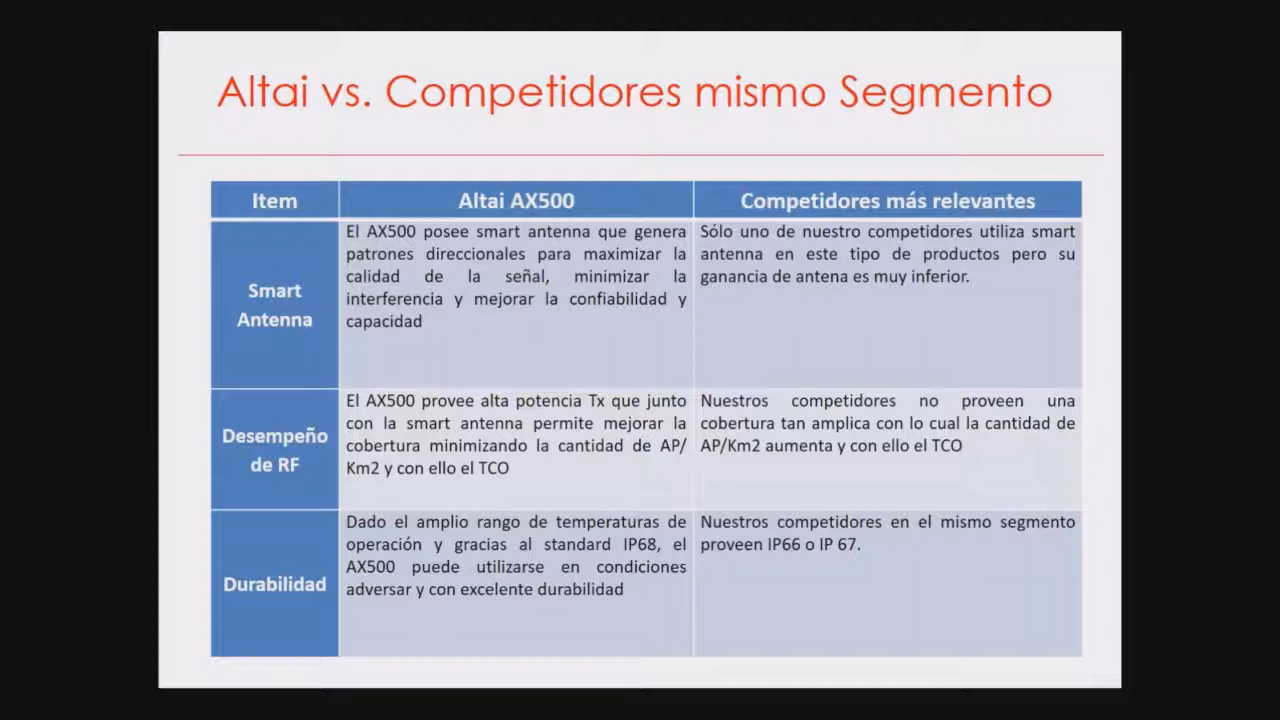 Altai vs. Competidores mismo Segmento
Item
Altai AX500
Competidores más relevantes
Smart
Antenna
El AX500 posee smart antenna que genera
patrones direccionales para maximizar la
calidad de la señal, minimizar la
interferencia y mejorar la confiabilidad y
capacidad
Sólo uno de nuestro competidores utiliza smart
antenna en este tipo de productos pero su
ganancia de antena es muy inferior.
Desempeño
de RF
El AX500 provee alta potencia Tx que junto
con la smart antenna permite mejorar la
cobertura minimizando la cantidad de AP/
Km2 y con ello el TCO
Nuestros competidores no proveen una
cobertura tan amplica con lo cual la cantidad de
AP/Km2 aumenta y con ello el TCO
Durabilidad
Dado el amplio rango de temperaturas de
operación y gracias al standard IP68, el
AX500 puede utilizarse en condiciones
adversar y con excelente durabilidad
Nuestros competidores en el mismo segmento
proveen IP66 o IP 67.